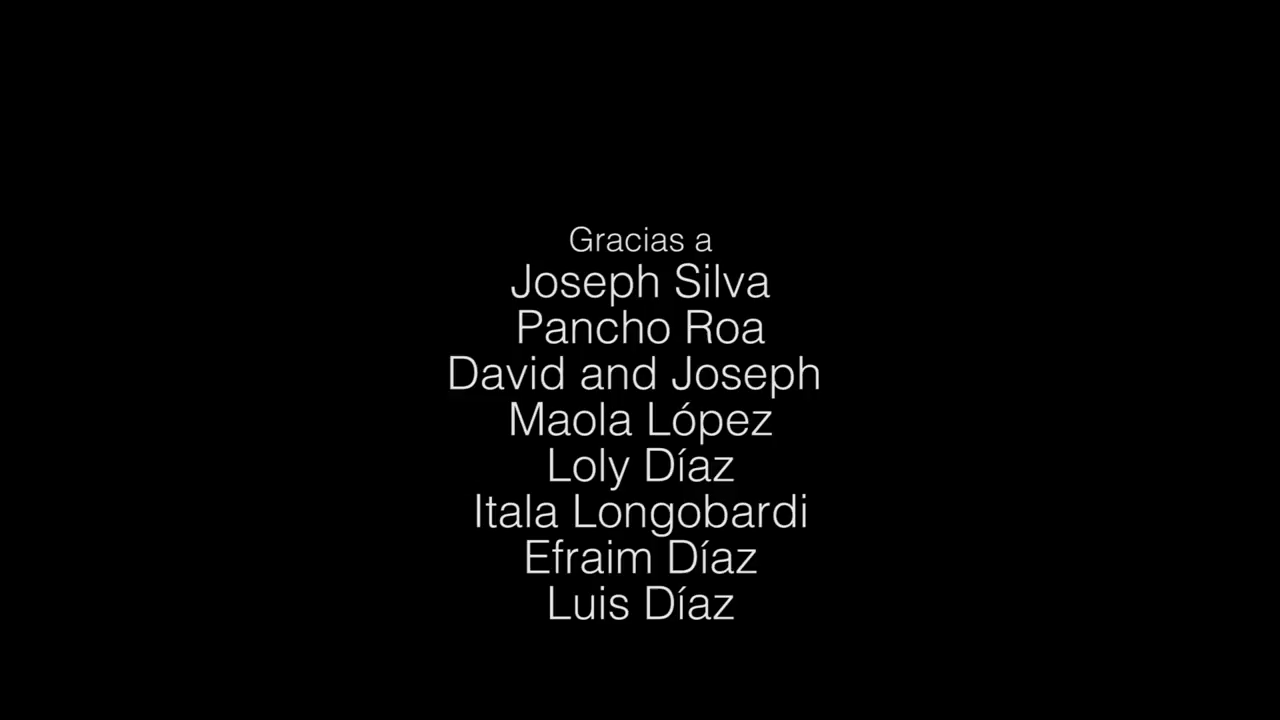 Gracias a
Joseph Silva
Pancho Roa
David and Joseph
Maola López
Loly Díaz
Itala Longobardi
Efraim Díaz
Luis Díaz